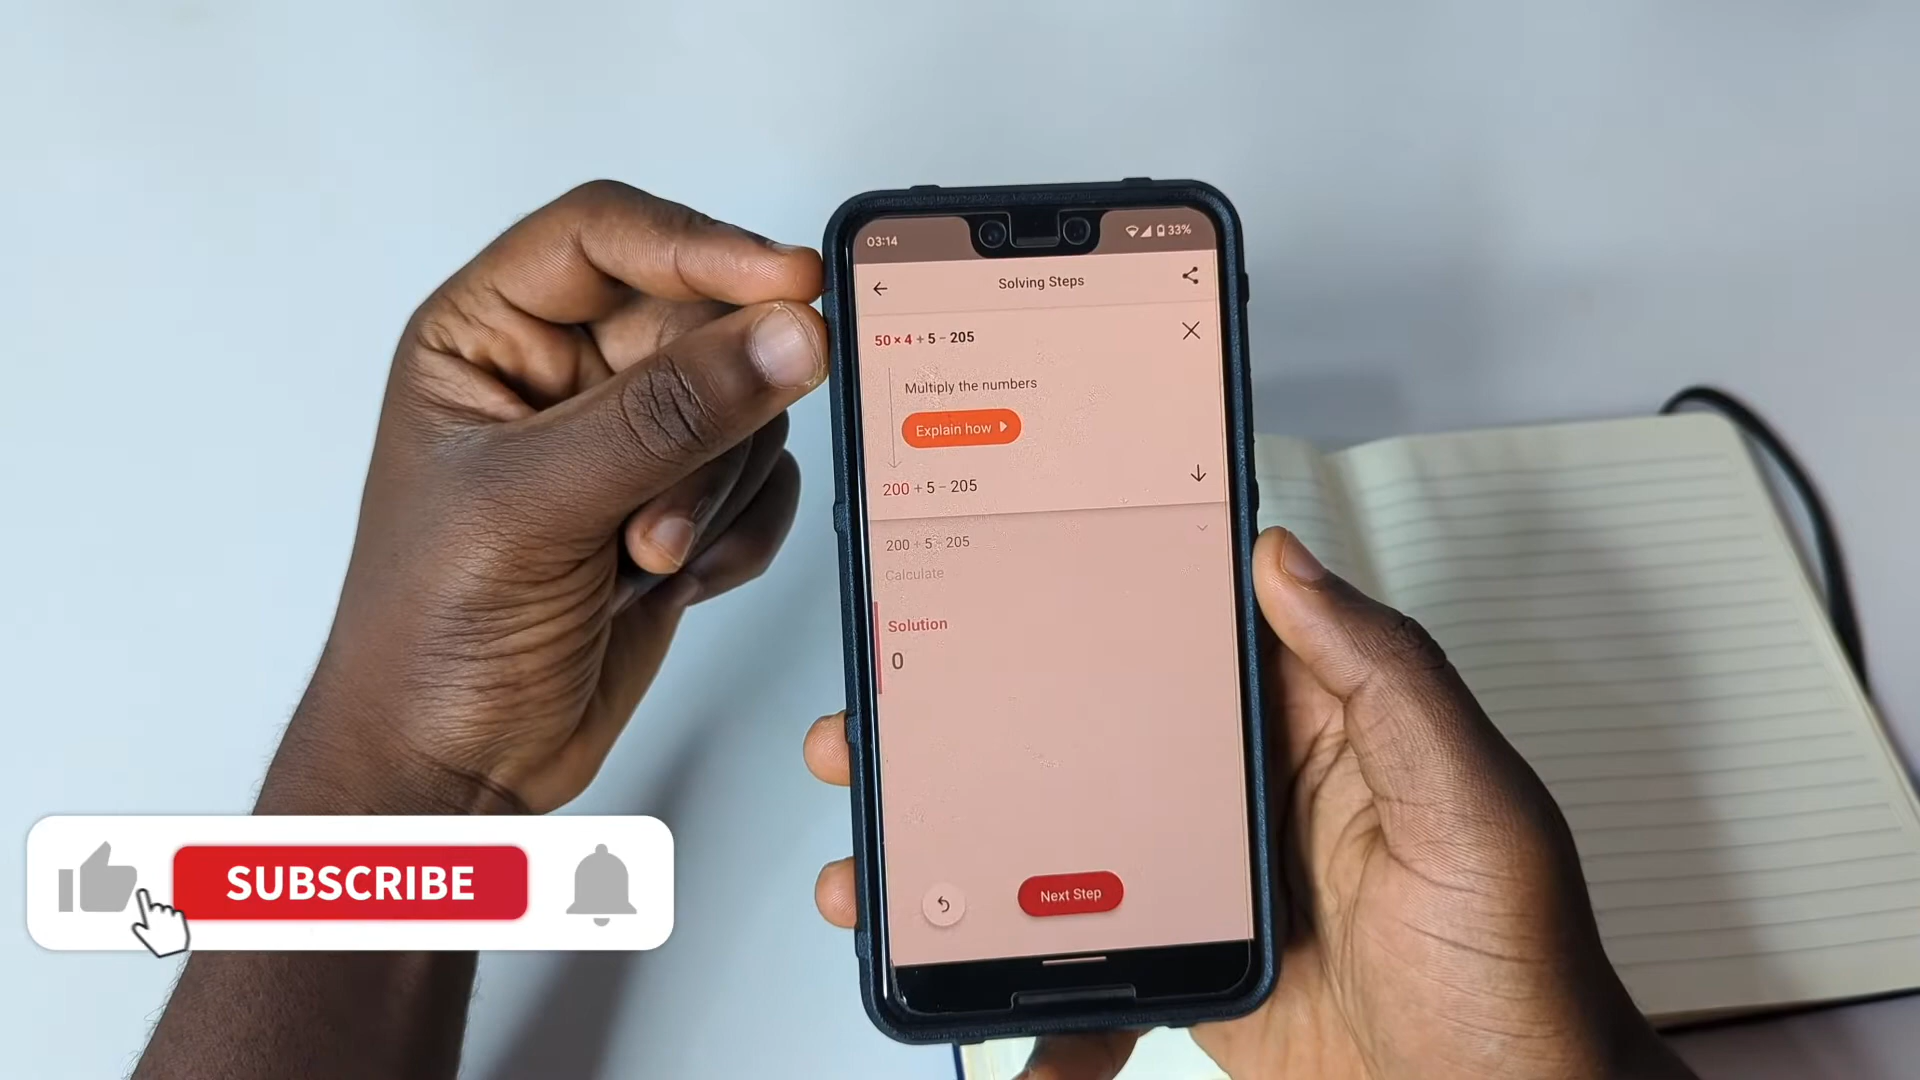 03:14
33%
Solving Steps
50 × 4 + 5 − 205
Multiply the numbers
Explain how
200 + 5 − 205
200 + 5 − 205
Calculate
Solution
0
Next Step
SUBSCRIBE